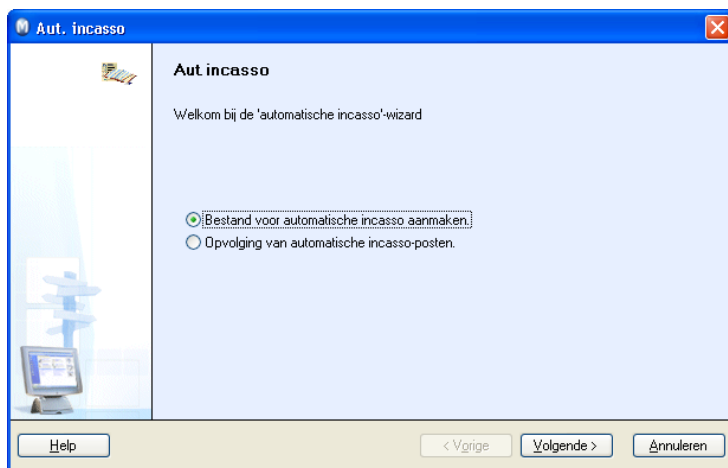 Aut. incasso
Aut incasso
Welkom bij de 'automatische incasso'-wizard
Bestand voor automatische incasso aanmaken.
Opvolging van automatische incasso-posten.
Help
< Vorige
Volgende >
Annuleren